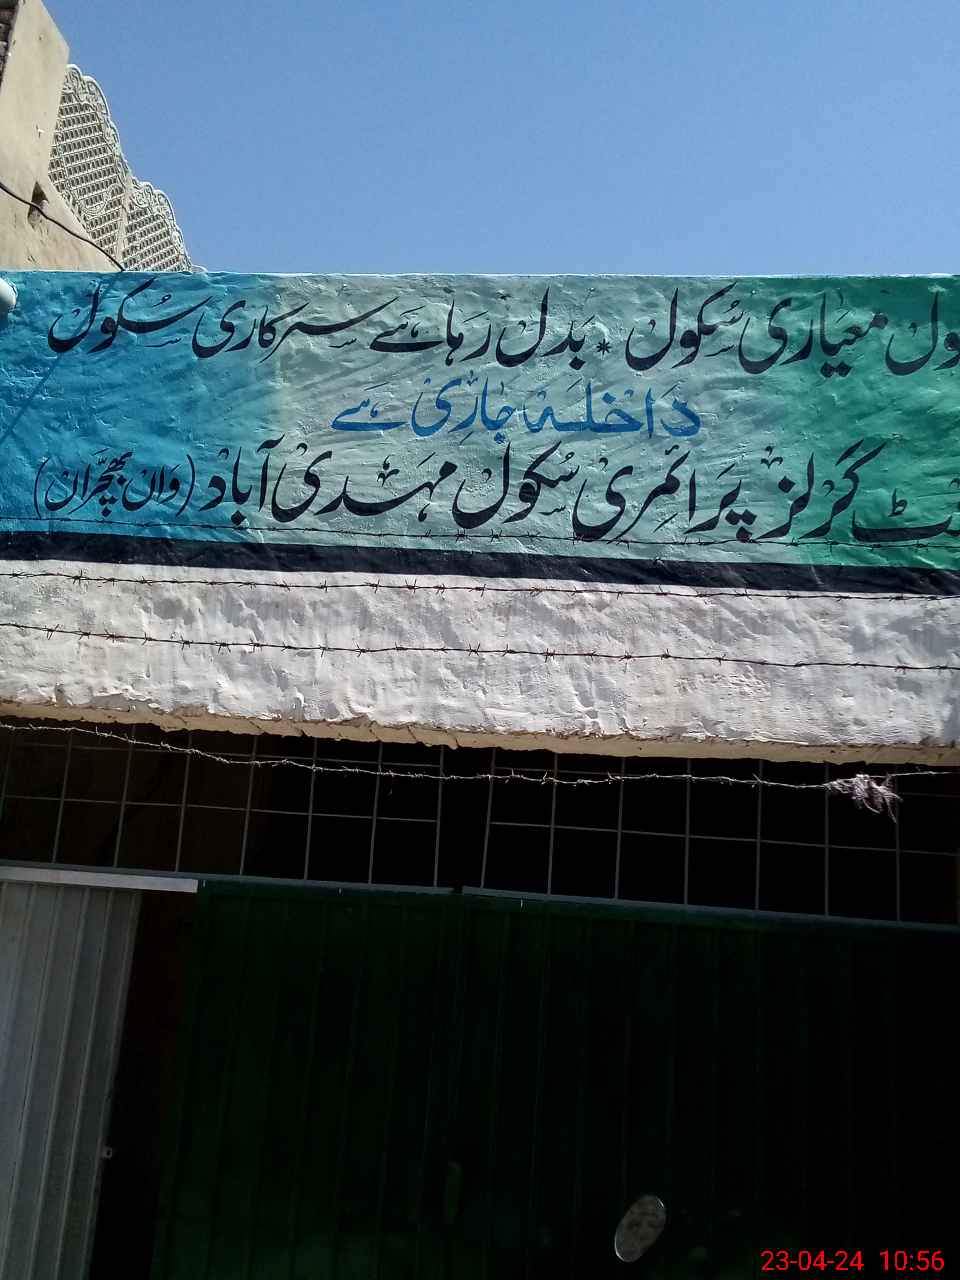 معیاری سکول * بدل رہا ہے سرکاری سکول
داخلہ جاری ہے
گرلز پرائمری سکول مہدی آباد (واں بھچراں)
23-04-24 10:56